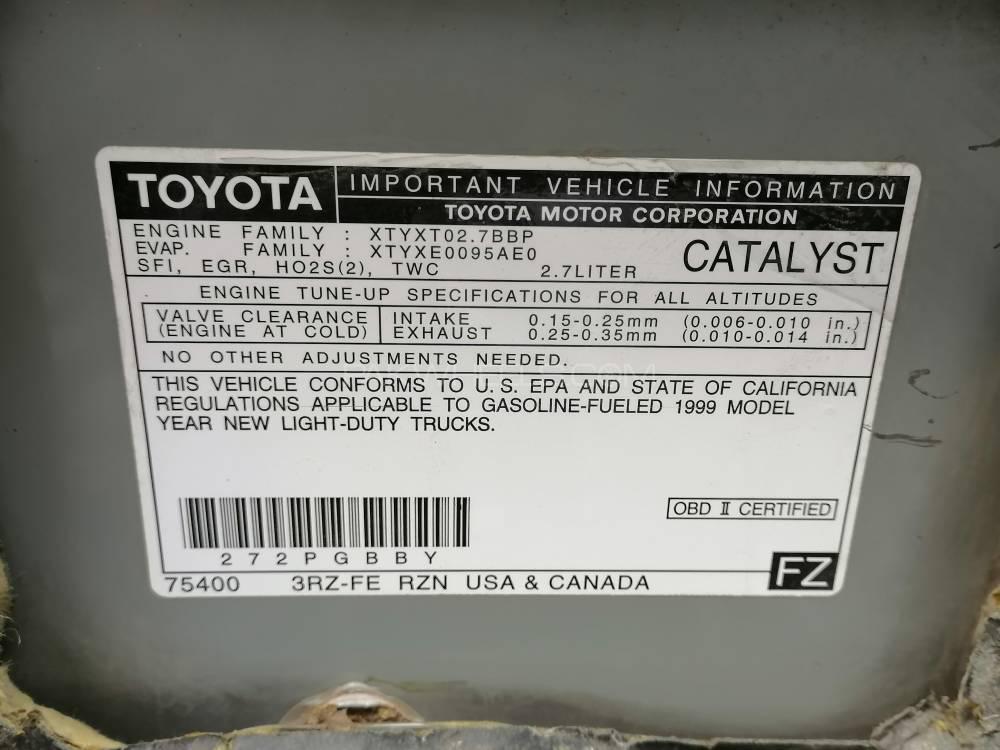 TOYOTA IMPORTANT VEHICLE INFORMATION
TOYOTA MOTOR CORPORATION
ENGINE FAMILY : XTYXT02.7BBP
EVAP. FAMILY : XTYXE0095AE0
SFI, EGR, HO2S(2), TWC 2.7LITER
CATALYST
ENGINE TUNE-UP SPECIFICATIONS FOR ALL ALTITUDES
VALVE CLEARANCE INTAKE 0.15-0.25mm (0.006-0.010 in.)
(ENGINE AT COLD) EXHAUST 0.25-0.35mm (0.010-0.014 in.)
NO OTHER ADJUSTMENTS NEEDED.
THIS VEHICLE CONFORMS TO U.S. EPA AND STATE OF CALIFORNIA
REGULATIONS APPLICABLE TO GASOLINE-FUELED 1999 MODEL
YEAR NEW LIGHT-DUTY TRUCKS.
OBD II CERTIFIED
272PGBBY
75400 3RZ-FE RZN USA & CANADA FZ